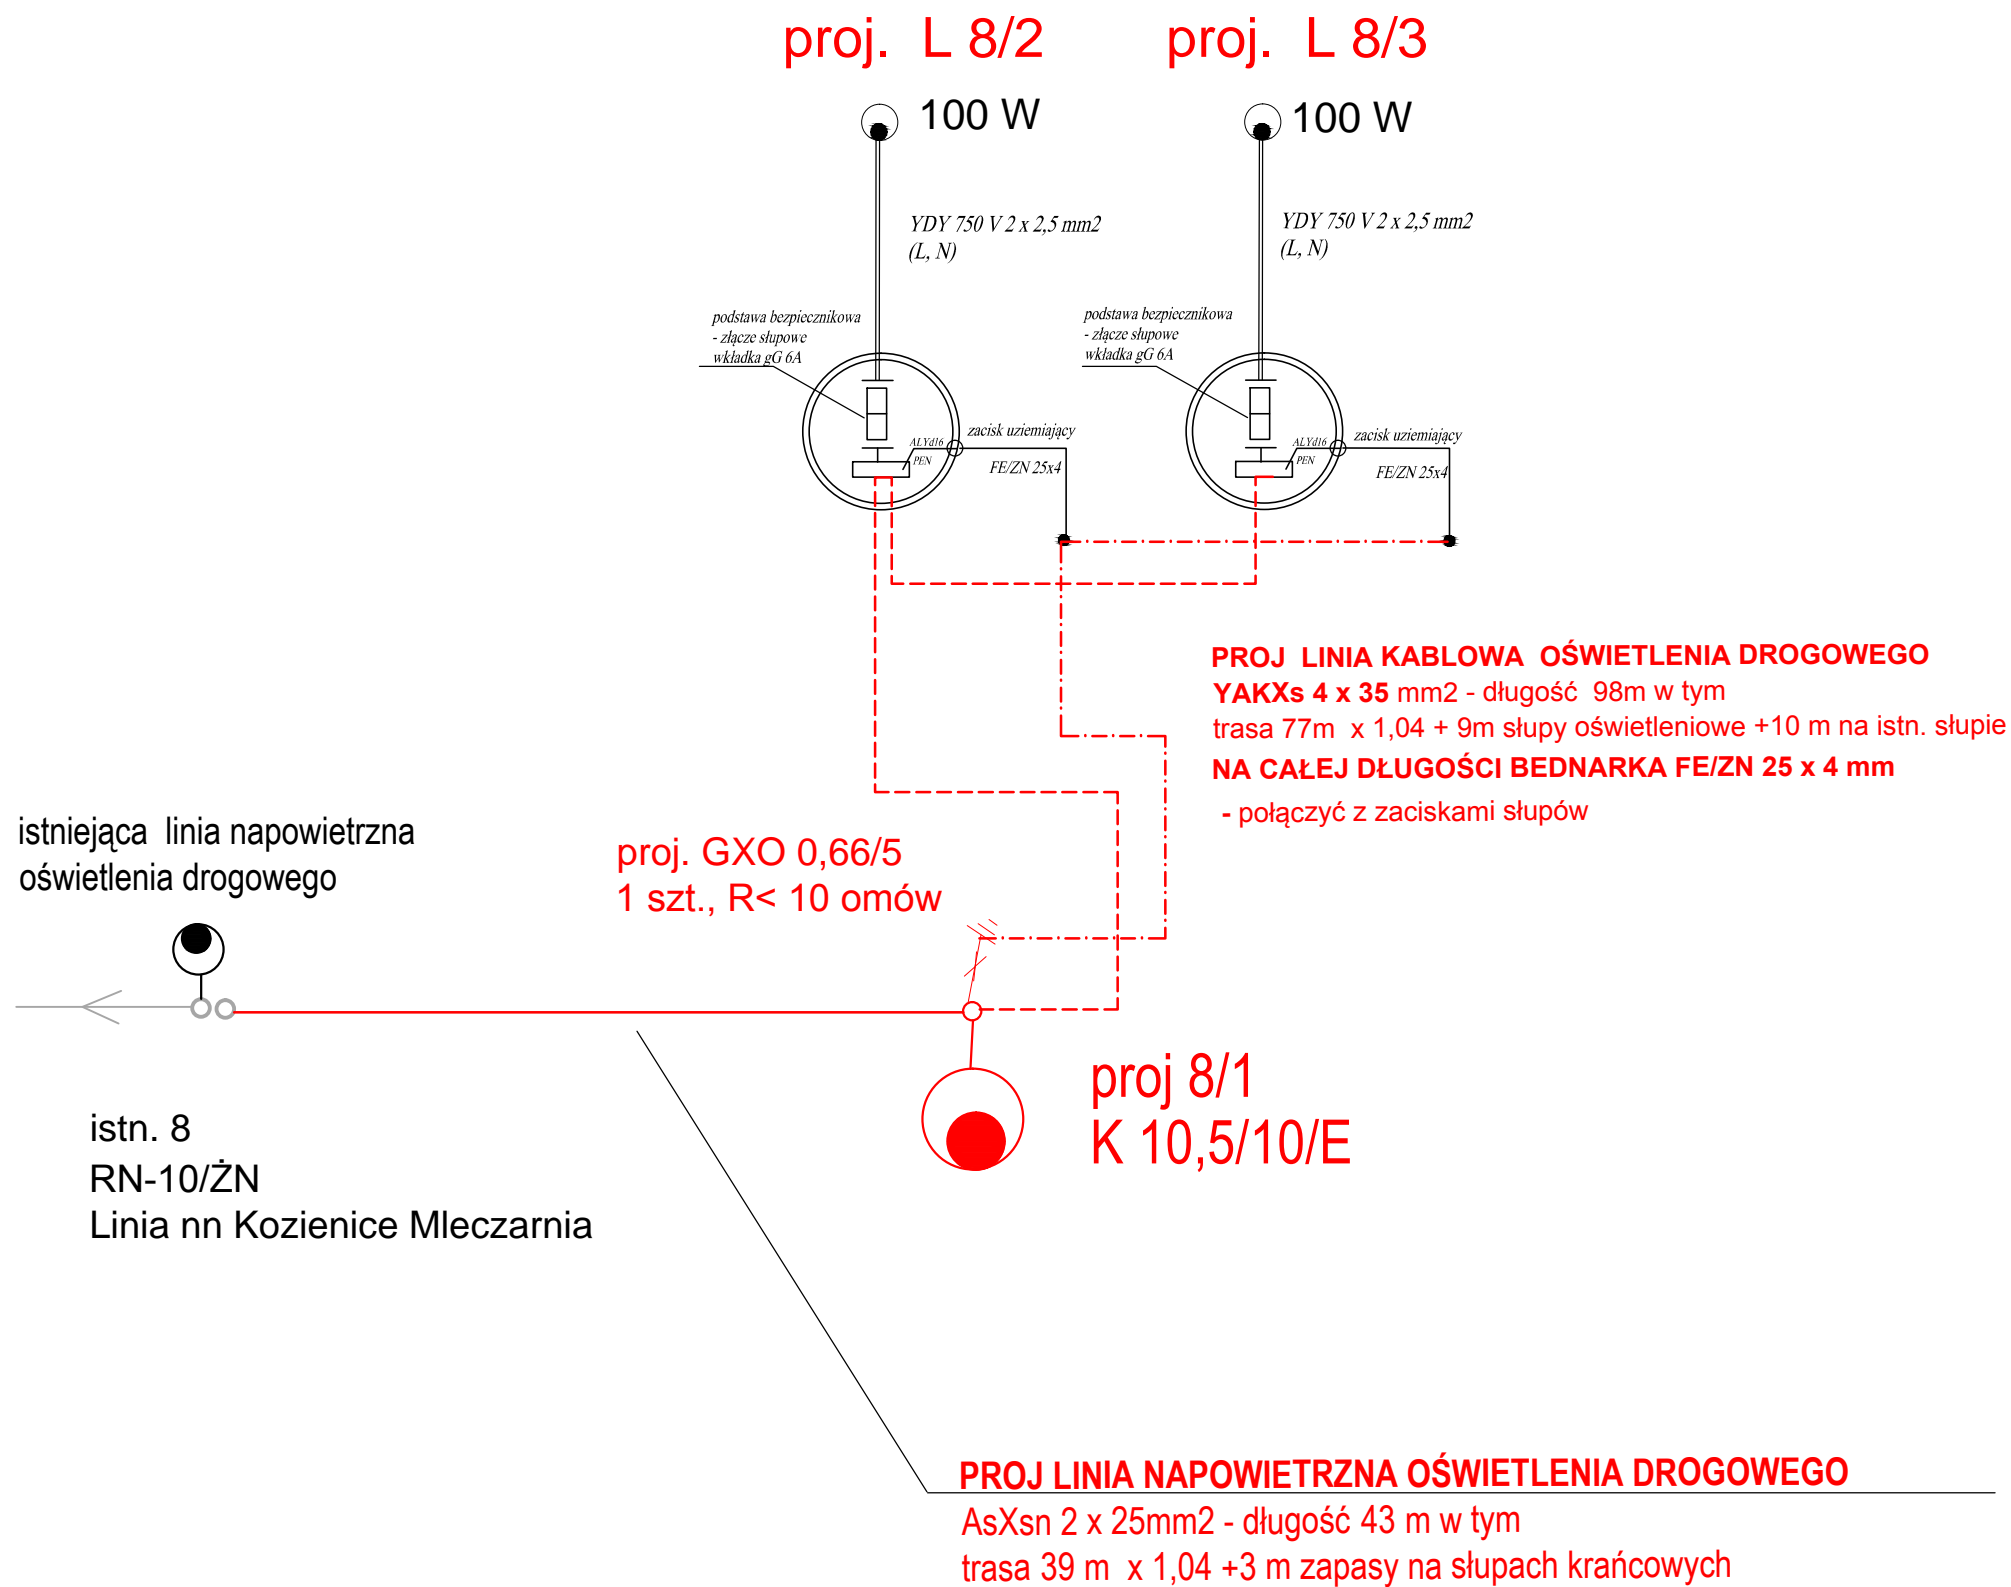 proj. L 8/2
proj. L 8/3
100 W
100 W
YDY 750 V 2 x 2,5 mm2
(L, N)
YDY 750 V 2 x 2,5 mm2
(L, N)
podstawa bezpiecznikowa
- złącze słupowe
wkładka gG 6A
podstawa bezpiecznikowa
- złącze słupowe
wkładka gG 6A
ALYd16
PEN
zacisk uziemiający
FE/ZN 25x4
ALYd16
PEN
zacisk uziemiający
FE/ZN 25x4
PROJ LINIA KABLOWA OŚWIETLENIA DROGOWEGO
YAKXs 4 x 35 mm2 - długość 98m w tym
trasa 77m x 1,04 + 9m słupy oświetleniowe +10 m na istn. słupie
NA CAŁEJ DŁUGOŚCI BEDNARKA FE/ZN 25 x 4 mm
- połączyć z zaciskami słupów
istniejąca linia napowietrzna
oświetlenia drogowego
proj. GXO 0,66/5
1 szt., R< 10 omów
proj 8/1
K 10,5/10/E
istn. 8
RN-10/ŻN
Linia nn Kozienice Mleczarnia
PROJ LINIA NAPOWIETRZNA OŚWIETLENIA DROGOWEGO
AsXsn 2 x 25mm2 - długość 43 m w tym
trasa 39 m x 1,04 +3 m zapasy na słupach krańcowych